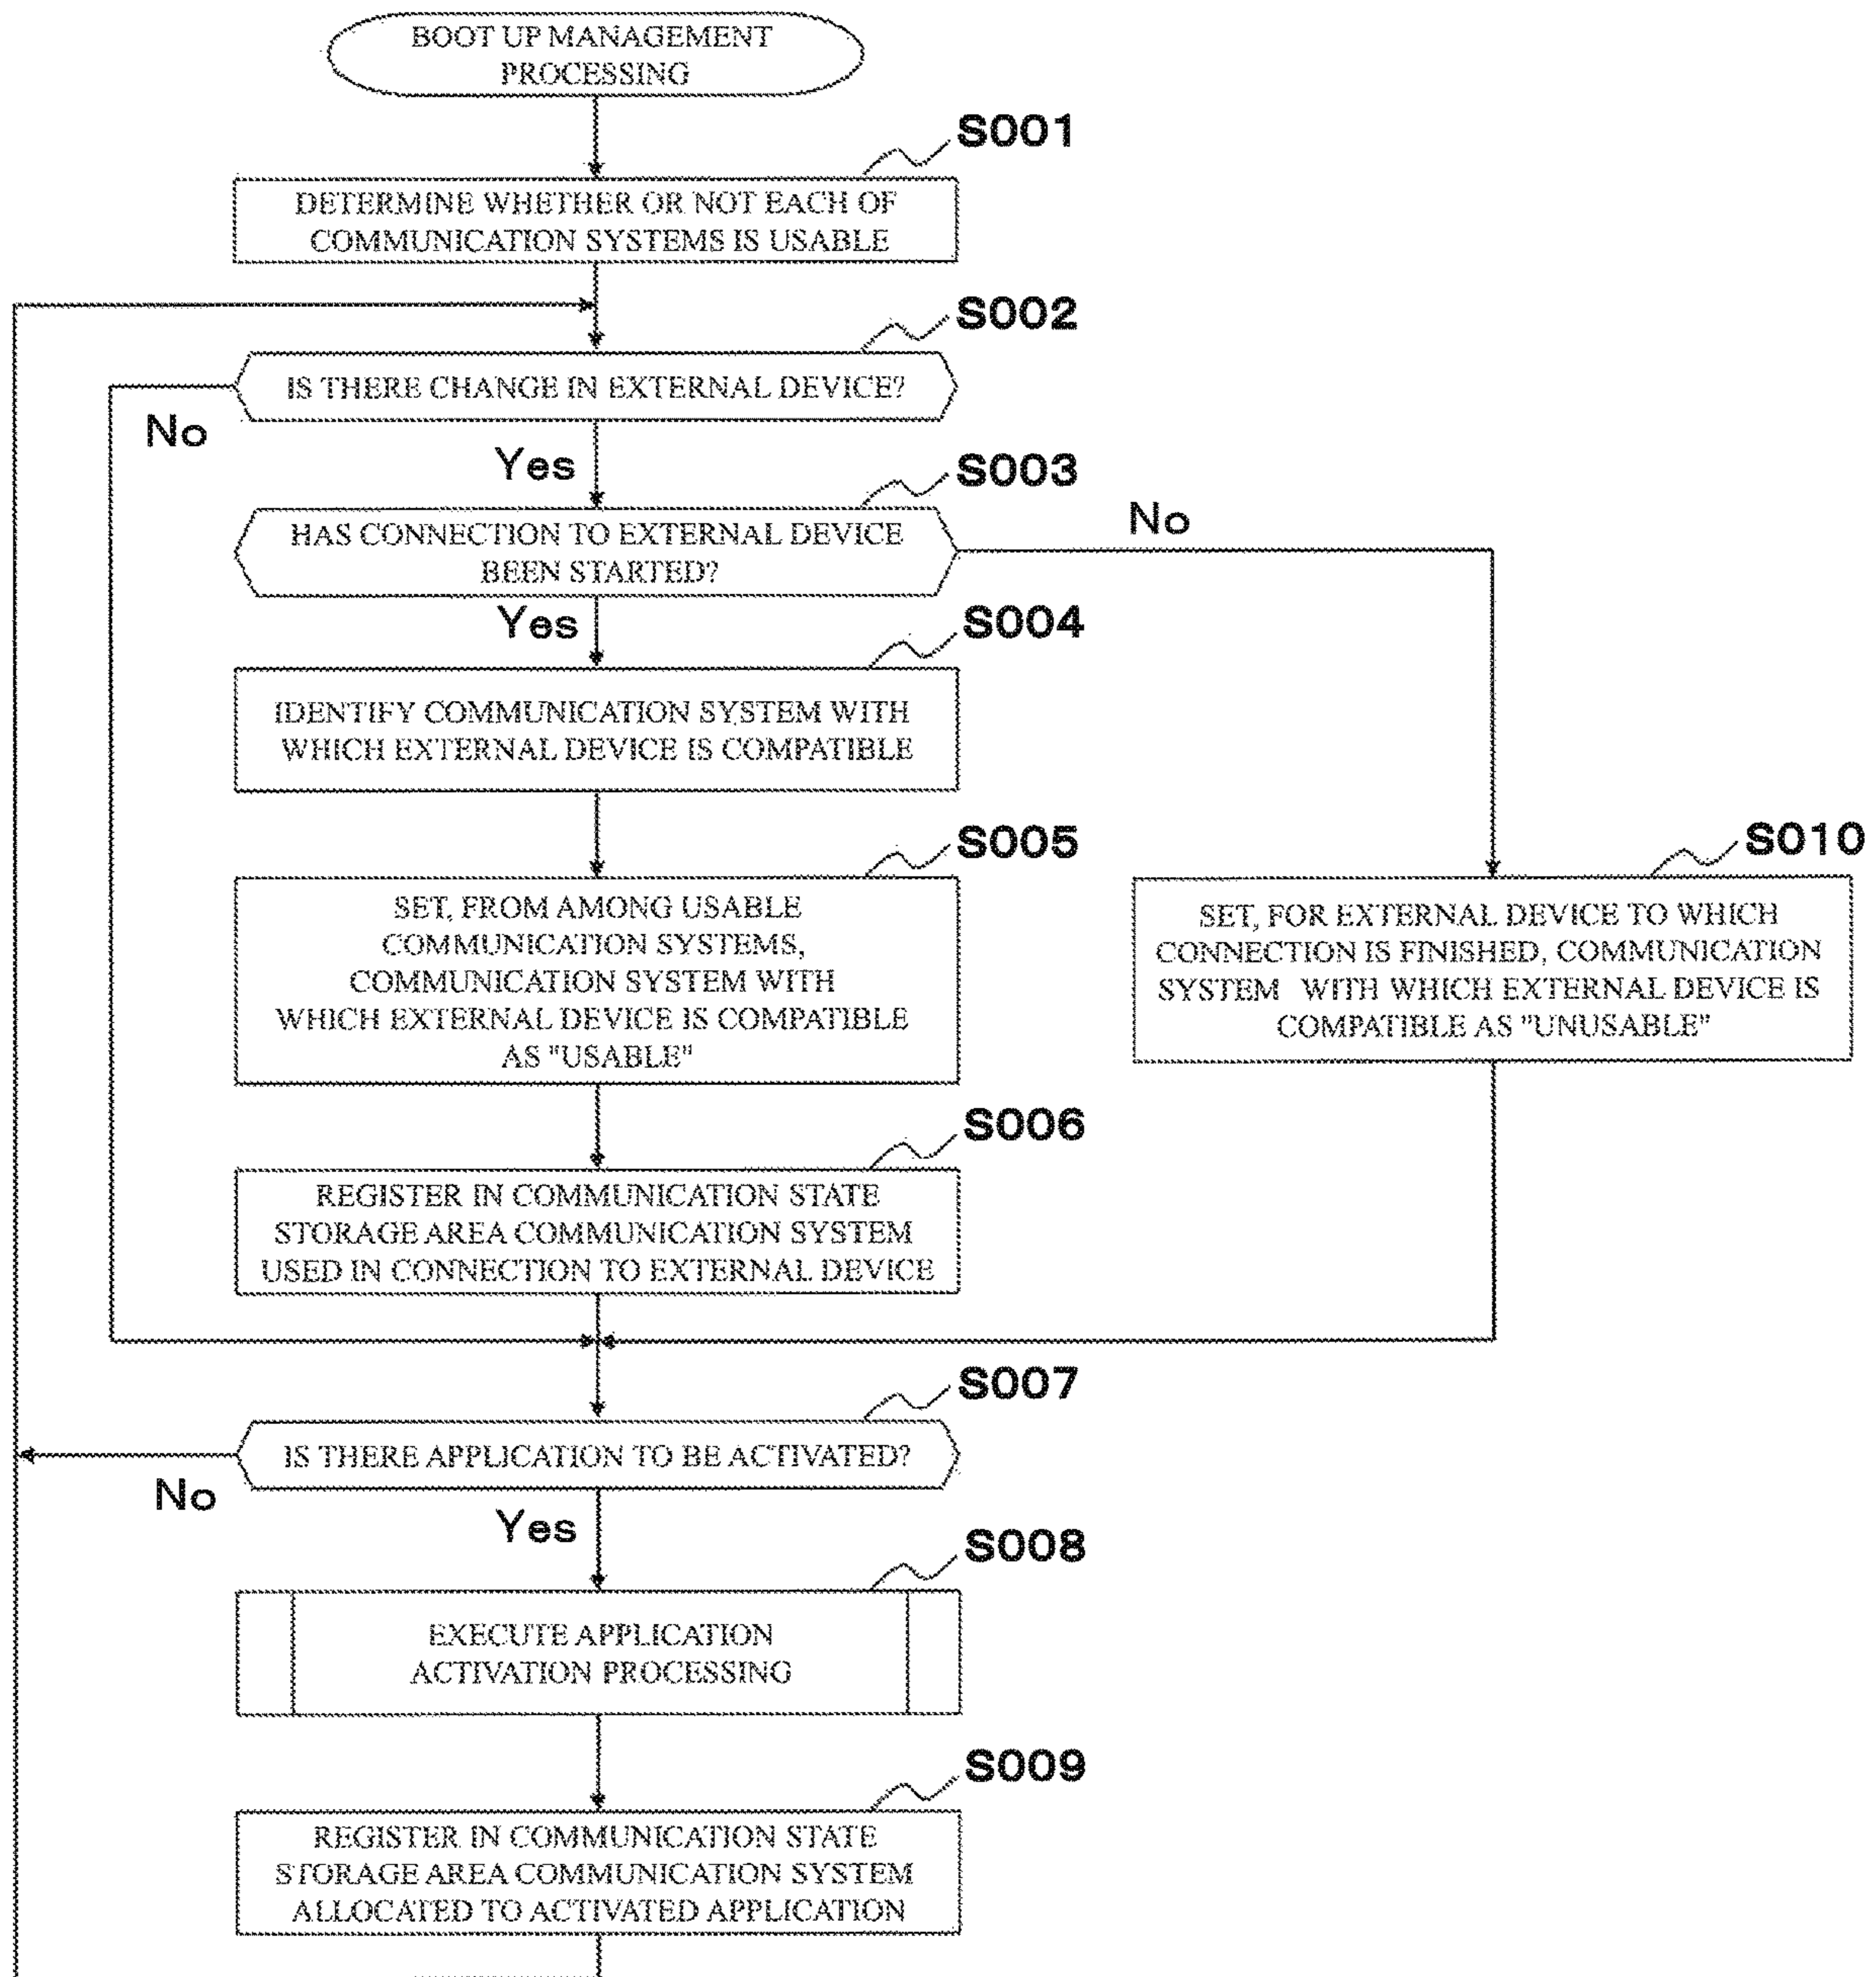 BOOT UP MANAGEMENT
PROCESSING
S001
DETERMINE WHETHER OR NOT EACH OF
COMMUNICATION SYSTEMS IS USABLE
S002
IS THERE CHANGE IN EXTERNAL DEVICE?
No
Yes
S003
HAS CONNECTION TO EXTERNAL DEVICE
BEEN STARTED?
No
Yes
S004
IDENTIFY COMMUNICATION SYSTEM WITH
WHICH EXTERNAL DEVICE IS COMPATIBLE
S005
SET, FROM AMONG USABLE
COMMUNICATION SYSTEMS,
COMMUNICATION SYSTEM WITH
WHICH EXTERNAL DEVICE IS COMPATIBLE
AS "USABLE"
S010
SET, FOR EXTERNAL DEVICE TO WHICH
CONNECTION IS FINISHED, COMMUNICATION
SYSTEM WITH WHICH EXTERNAL DEVICE IS
COMPATIBLE AS "UNUSABLE"
S006
REGISTER IN COMMUNICATION STATE
STORAGE AREA COMMUNICATION SYSTEM
USED IN CONNECTION TO EXTERNAL DEVICE
S007
IS THERE APPLICATION TO BE ACTIVATED?
No
Yes
S008
EXECUTE APPLICATION
ACTIVATION PROCESSING
S009
REGISTER IN COMMUNICATION STATE
STORAGE AREA COMMUNICATION SYSTEM
ALLOCATED TO ACTIVATED APPLICATION